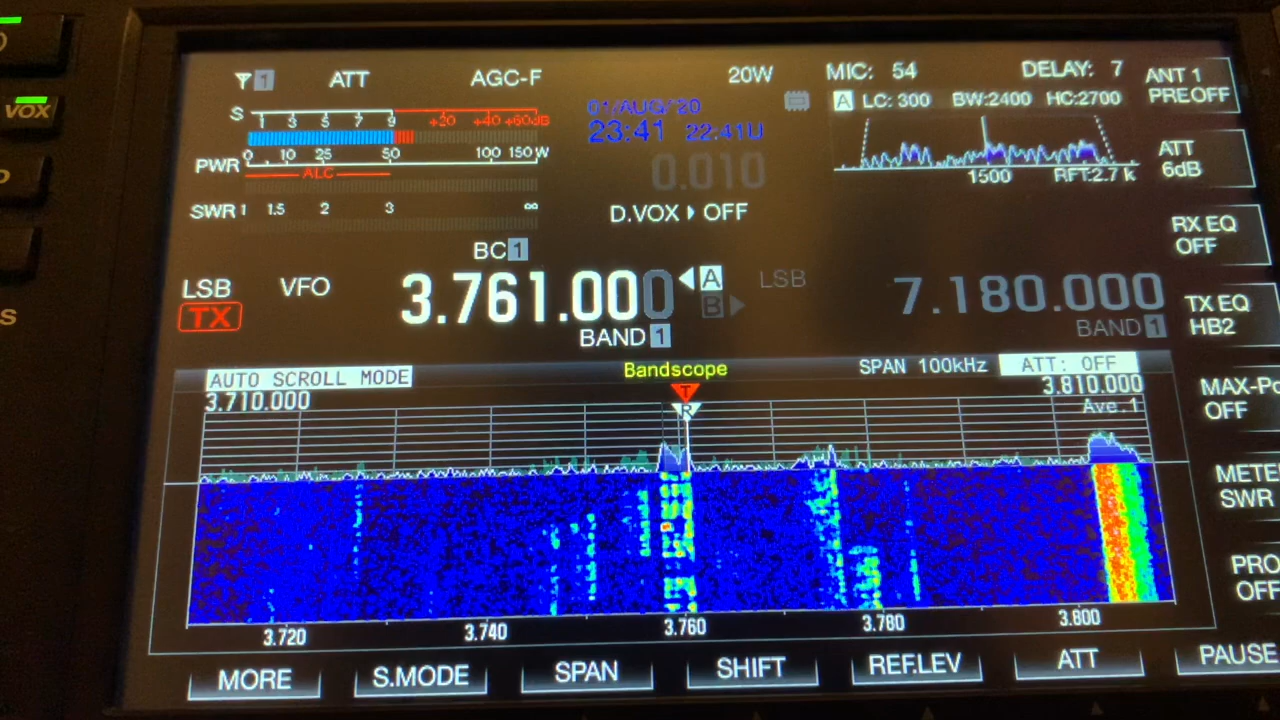 VOX
S
1 ATT AGC-F 20W MIC: 54 DELAY: 7
ANT 1
PREOFF
S 1 3 5 7 9 +20 +40 +60dB
01/AUG/'20
23:41 22:41U
A LC: 300 BW:2400 HC:2700
PWR 0 10 25 50 100 150 W
ALC
0.010
1500 RFT:2.7 k
ATT
6dB
SWR 1 1.5 2 3 ∞
D.VOX OFF
RX EQ
OFF
BC 1
LSB VFO 3.761.000 A LSB 7.180.000
TX B
BAND 1 BAND 1
TX EQ
HB2
AUTO SCROLL MODE Bandscope SPAN 100kHz ATT: OFF
3.710.000 T 3.810.000
R Ave.1
MAX-Po
OFF
METE
SWR
PRO
OFF
3.720 3.740 3.760 3.780 3.800
MORE S.MODE SPAN SHIFT REF.LEV ATT PAUSE